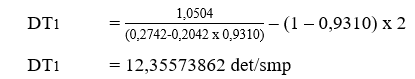 DT1 = 1,0504 / (0,2742-0,2042 x 0,9310) – (1 – 0,9310) x 2
DT1 = 12,35573862 det/smp